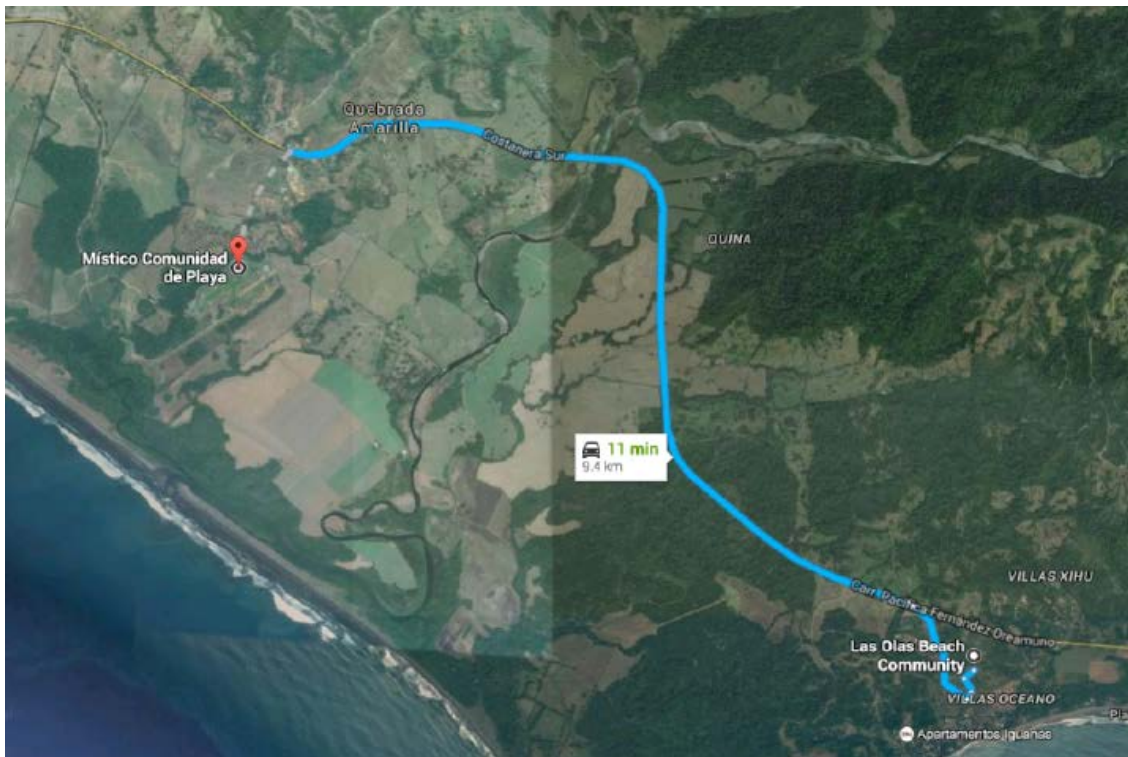 Quebrada
Amarilla
Costanera Sur
QUINA
Místico Comunidad
de Playa
11 min
9.4 km
VILLAS XIHU
Carr. Pacifica Fernández Oreamuno
Las Olas Beach
Community
VILLAS OCEANO
Apartamentos Iguanas